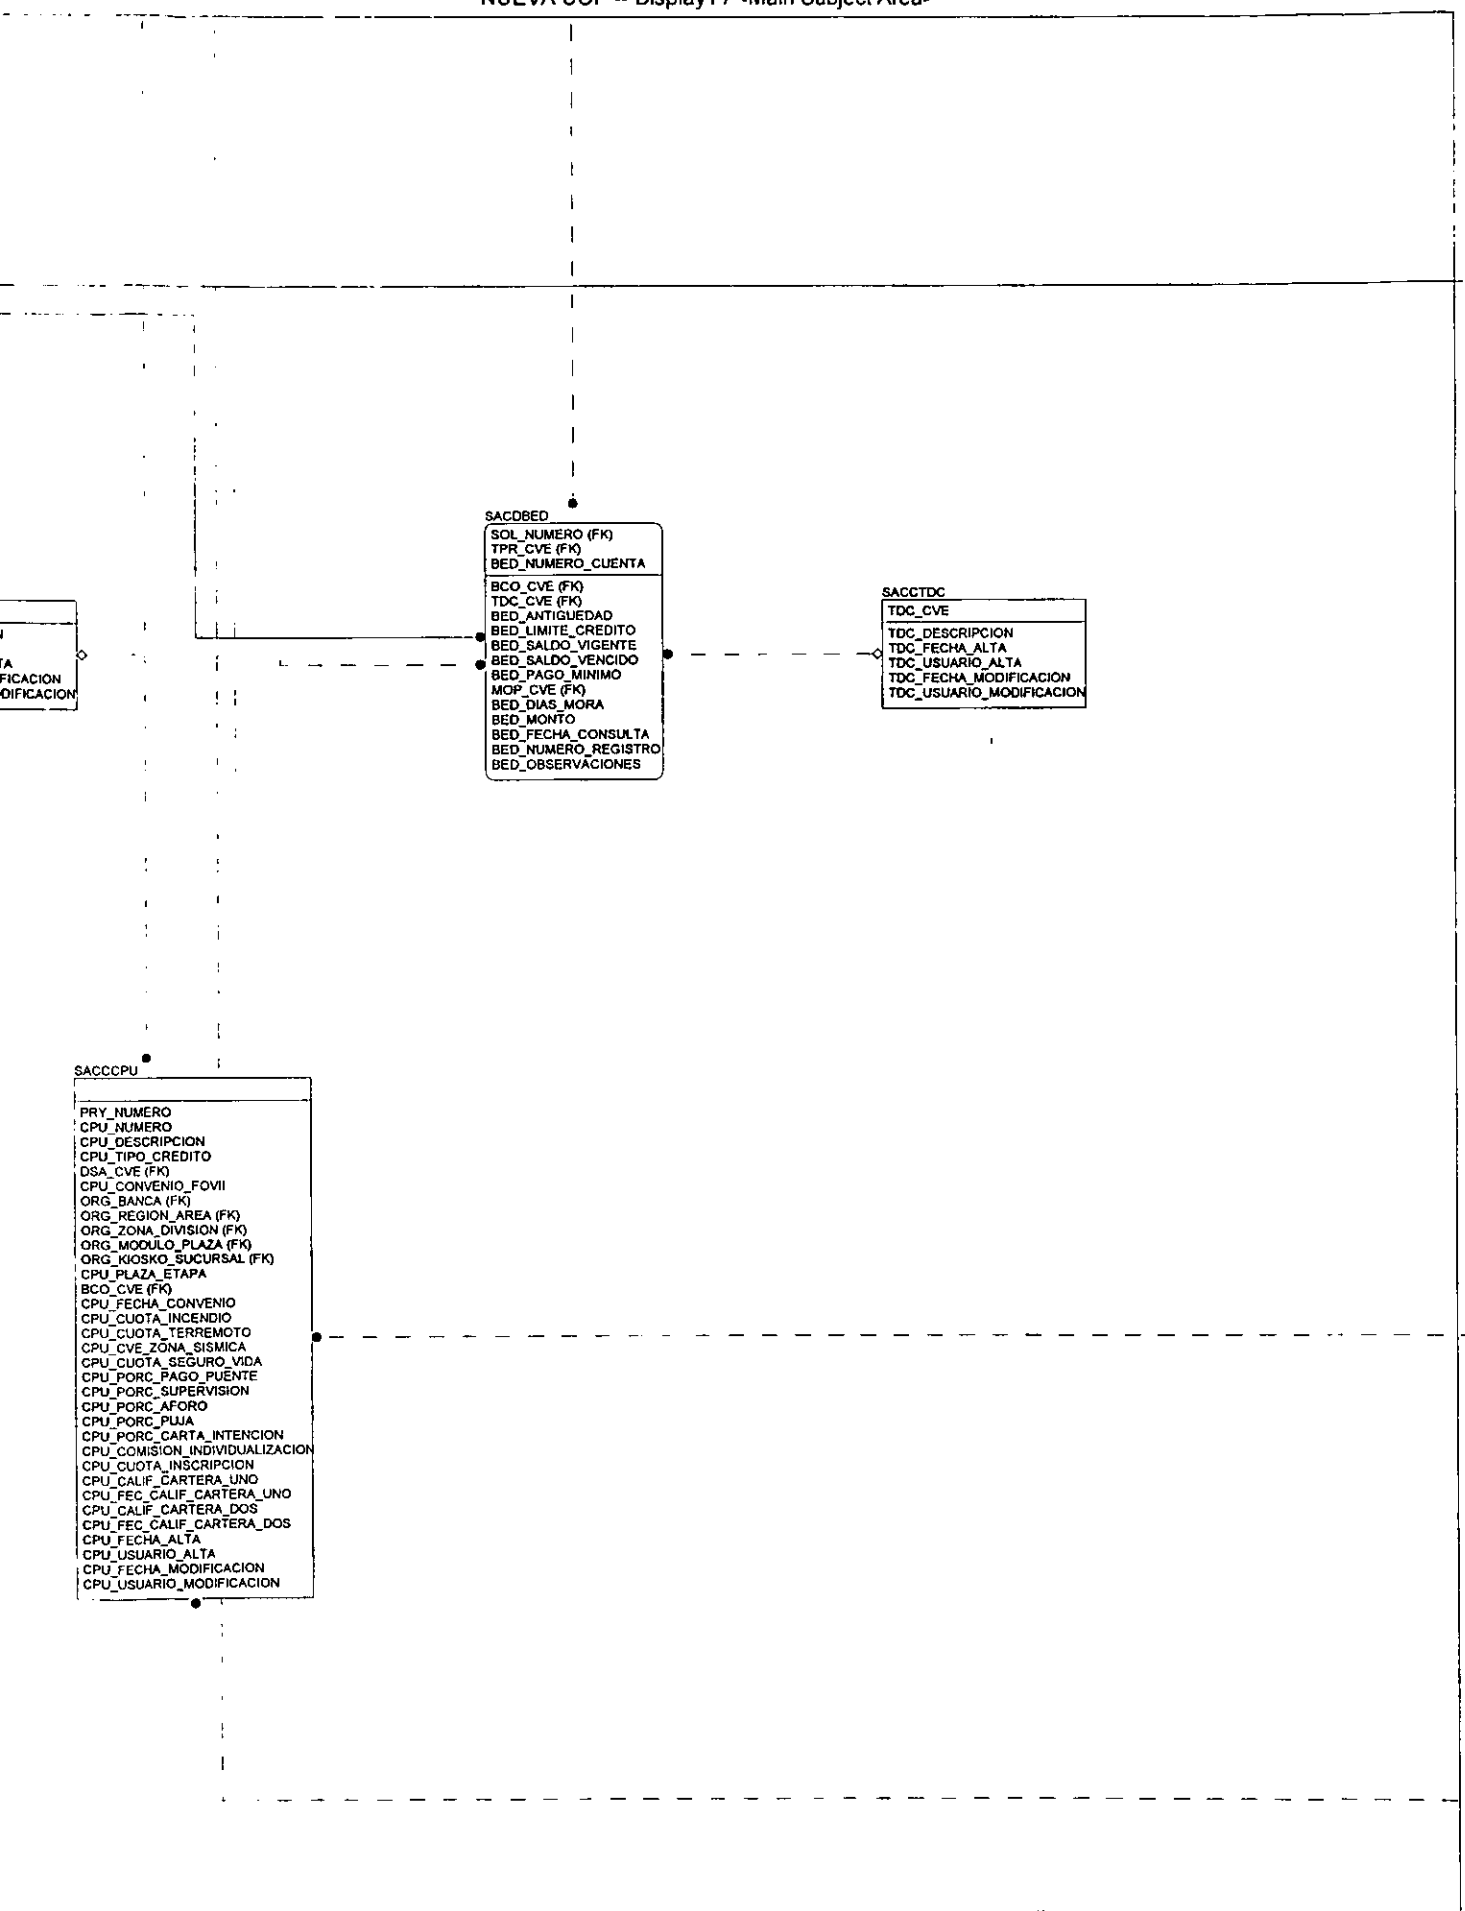 SACDBED
SOL_NUMERO (FK)
TPR_CVE (FK)
BED_NUMERO_CUENTA
BCO_CVE (FK)
TDC_CVE (FK)
BED_ANTIGUEDAD
BED_LIMITE_CREDITO
BED_SALDO_VIGENTE
BED_SALDO_VENCIDO
BED_PAGO_MINIMO
MOP_CVE (FK)
BED_DIAS_MORA
BED_MONTO
BED_FECHA_CONSULTA
BED_NUMERO_REGISTRO
BED_OBSERVACIONES
SACCTDC
TDC_CVE
TDC_DESCRIPCION
TDC_FECHA_ALTA
TDC_USUARIO_ALTA
TDC_FECHA_MODIFICACION
TDC_USUARIO_MODIFICACION
N
TA
FICACION
ODIFICACION
SACCCPU
PRY_NUMERO
CPU_NUMERO
CPU_DESCRIPCION
CPU_TIPO_CREDITO
DSA_CVE (FK)
CPU_CONVENIO_FOVII
ORG_BANCA (FK)
ORG_REGION_AREA (FK)
ORG_ZONA_DIVISION (FK)
ORG_MODULO_PLAZA (FK)
ORG_KIOSKO_SUCURSAL (FK)
CPU_PLAZA_ETAPA
BCO_CVE (FK)
CPU_FECHA_CONVENIO
CPU_CUOTA_INCENDIO
CPU_CUOTA_TERREMOTO
CPU_CVE_ZONA_SISMICA
CPU_CUOTA_SEGURO_VIDA
CPU_PORC_PAGO_PUENTE
CPU_PORC_SUPERVISION
CPU_PORC_AFORO
CPU_PORC_PUJA
CPU_PORC_CARTA_INTENCION
CPU_COMISION_INDIVIDUALIZACION
CPU_CUOTA_INSCRIPCION
CPU_CALIF_CARTERA_UNO
CPU_FEC_CALIF_CARTERA_UNO
CPU_CALIF_CARTERA_DOS
CPU_FEC_CALIF_CARTERA_DOS
CPU_FECHA_ALTA
CPU_USUARIO_ALTA
CPU_FECHA_MODIFICACION
CPU_USUARIO_MODIFICACION